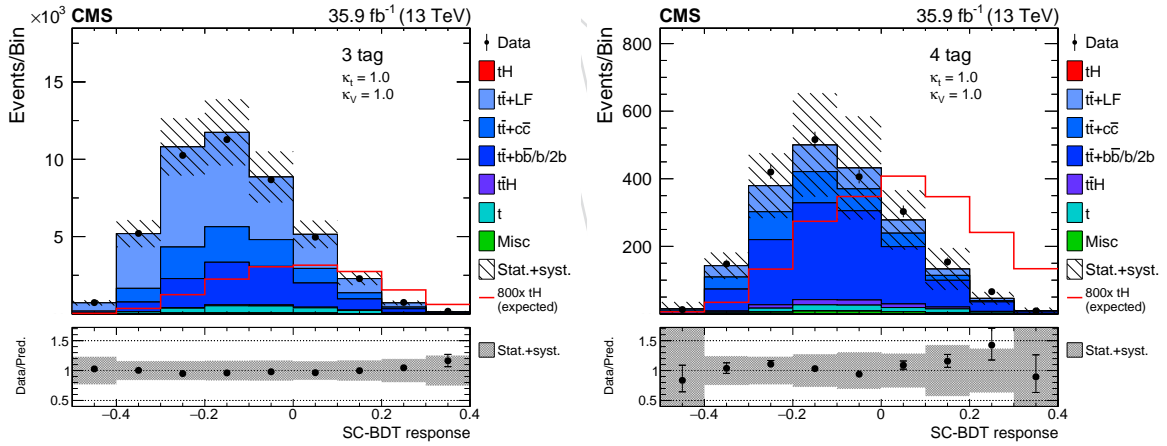 CMS 35.9 fb⁻¹ (13 TeV)
×10³
Events/Bin
15
10
5
3 tag
κt = 1.0
κV = 1.0
Data
tH
tt̄+LF
tt̄+cc̄
tt̄+bb̄/b/2b
tt̄H
t
Misc
Stat.+syst.
800x tH
(expected)
Data/Pred.
1.5
1
0.5
Stat.+syst.
−0.4 −0.2 0 0.2 0.4
SC-BDT response
CMS 35.9 fb⁻¹ (13 TeV)
Events/Bin
800
600
400
200
4 tag
κt = 1.0
κV = 1.0
Data
tH
tt̄+LF
tt̄+cc̄
tt̄+bb̄/b/2b
tt̄H
t
Misc
Stat.+syst.
800x tH
(expected)
Data/Pred.
1.5
1
0.5
Stat.+syst.
−0.4 −0.2 0 0.2 0.4
SC-BDT response